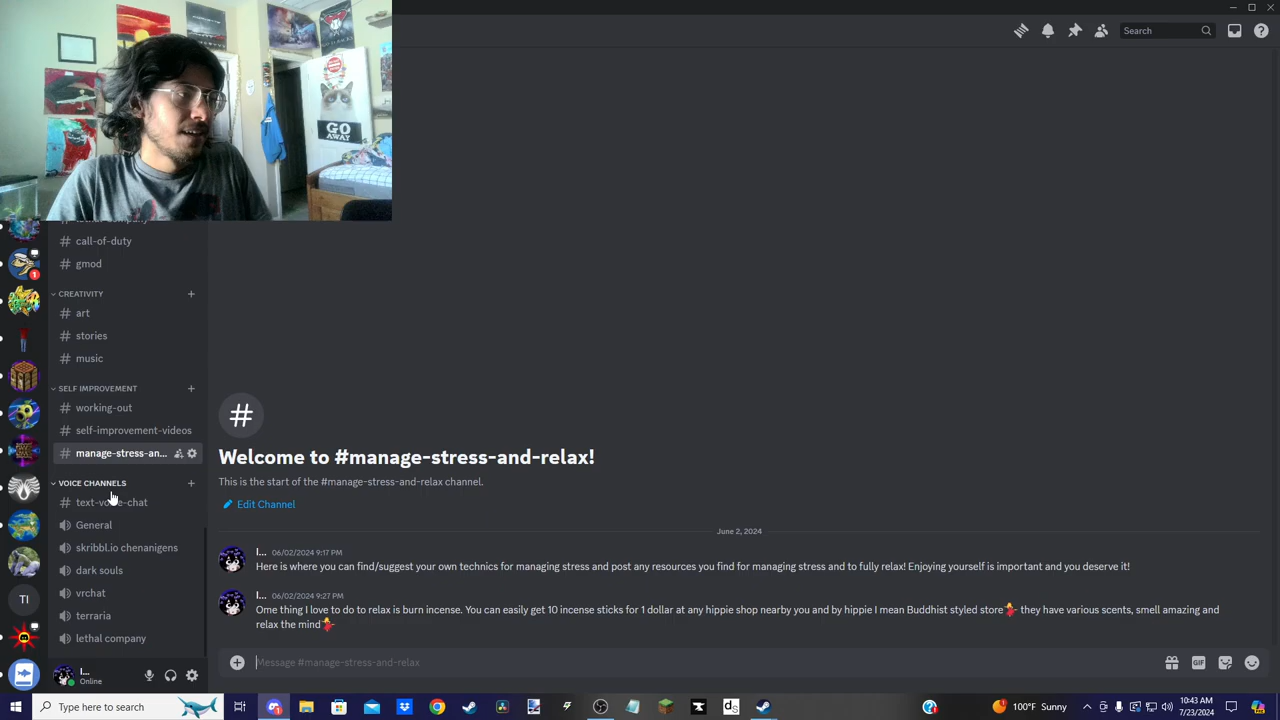 GO
AWAY
Search
call-of-duty
gmod
CREATIVITY
art
stories
music
SELF IMPROVEMENT
working-out
self-improvement-videos
manage-stress-an...
VOICE CHANNELS
text-voice-chat
General
skribbl.io chenanigens
dark souls
vrchat
terraria
lethal company
I...
Online
1
TI
Welcome to #manage-stress-and-relax!
This is the start of the #manage-stress-and-relax channel.
Edit Channel
June 2, 2024
I... 06/02/2024 9:17 PM
Here is where you can find/suggest your own technics for managing stress and post any resources you find for managing stress and to fully relax! Enjoying yourself is important and you deserve it!
I... 06/02/2024 9:27 PM
Ome thing I love to do to relax is burn incense. You can easily get 10 incense sticks for 1 dollar at any hippie shop nearby you and by hippie I mean Buddhist styled store💃 they have various scents, smell amazing and
relax the mind💃
Message #manage-stress-and-relax
GIF
Type here to search
ds
100°F Sunny
10:43 AM
7/23/2024